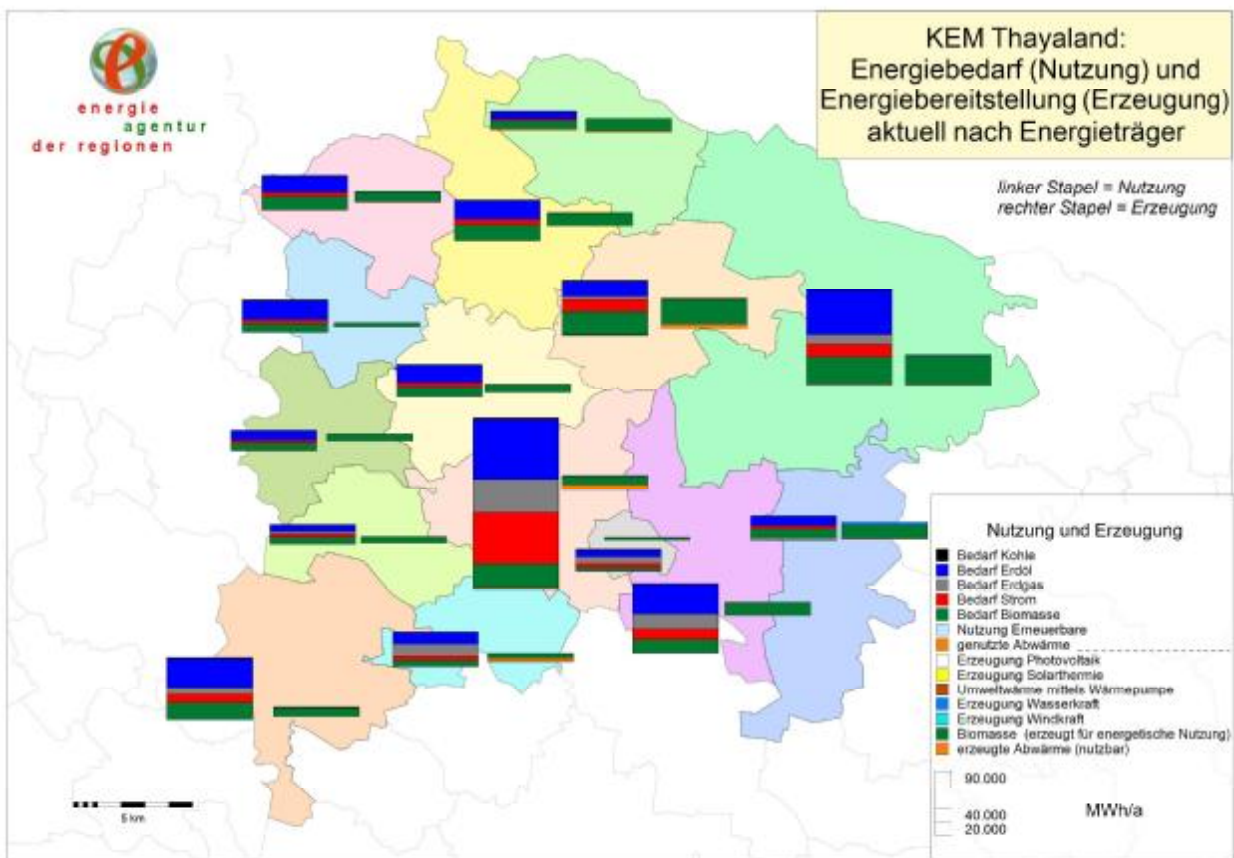 energie
agentur
der regionen
KEM Thayaland:
Energiebedarf (Nutzung) und
Energiebereitstellung (Erzeugung)
aktuell nach Energieträger
linker Stapel = Nutzung
rechter Stapel = Erzeugung
Nutzung und Erzeugung
Bedarf Kohle
Bedarf Erdöl
Bedarf Erdgas
Bedarf Strom
Bedarf Biomasse
Nutzung Erneuerbare
genutzte Abwärme
Erzeugung Photovoltaik
Erzeugung Solarthermie
Umweltwärme mittels Wärmepumpe
Erzeugung Wasserkraft
Erzeugung Windkraft
Biomasse (erzeugt für energetische Nutzung)
erzeugte Abwärme (nutzbar)
90.000
40.000
20.000
MWh/a
5 km